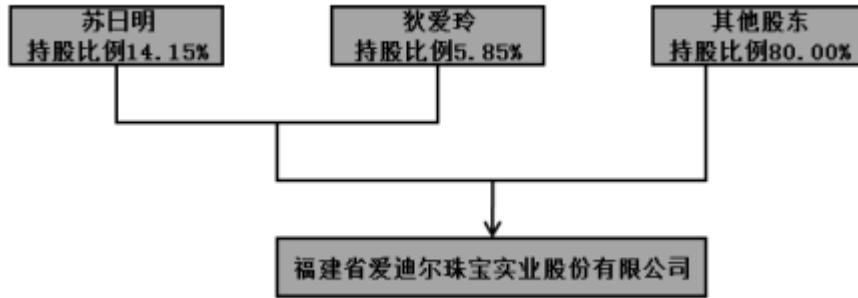 苏日明
持股比例14.15%
狄爱玲
持股比例5.85%
其他股东
持股比例80.00%
福建省爱迪尔珠宝实业股份有限公司